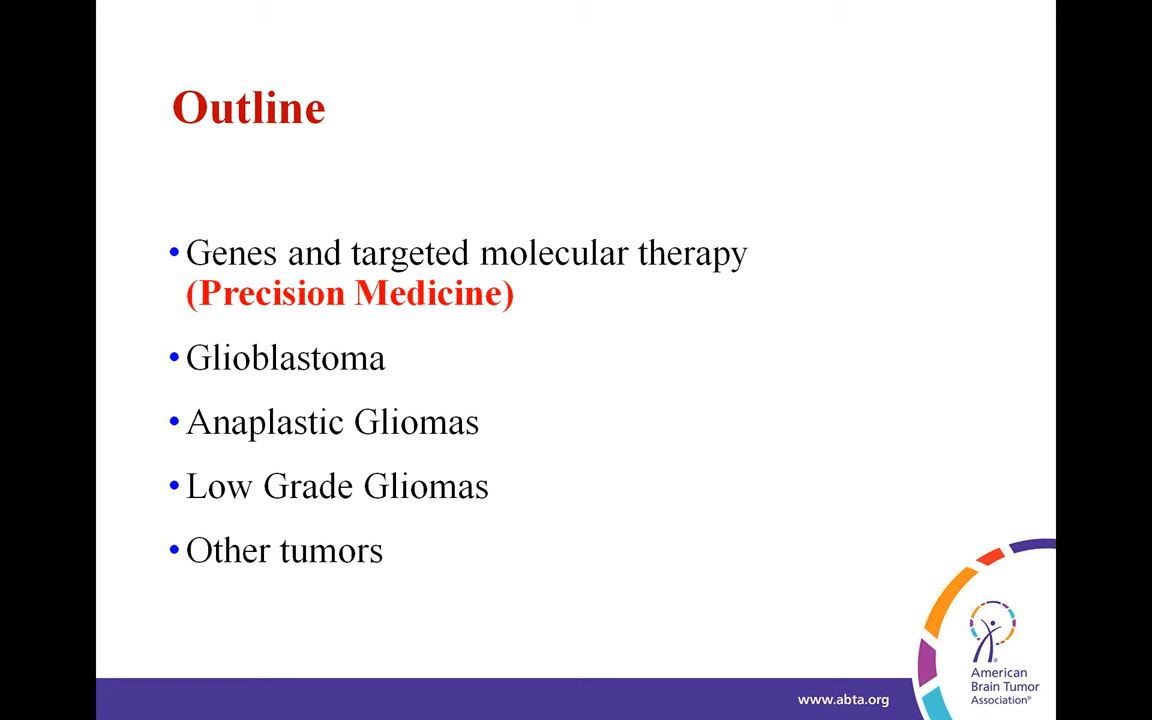 Outline
•Genes and targeted molecular therapy
(Precision Medicine)
•Glioblastoma
•Anaplastic Gliomas
•Low Grade Gliomas
•Other tumors
www.abta.org
American
Brain Tumor
Association®